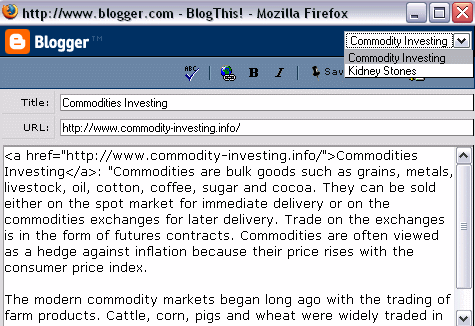 http://www.blogger.com - BlogThis! - Mozilla Firefox
Blogger™
Commodity Investing
Commodity Investing
Kidney Stones
ABC
B
I
Title:
Commodities Investing
URL:
http://www.commodity-investing.info/
<a href="http://www.commodity-investing.info/">Commodities
Investing</a>: "Commodities are bulk goods such as grains, metals,
livestock, oil, cotton, coffee, sugar and cocoa. They can be sold
either on the spot market for immediate delivery or on the
commodities exchanges for later delivery. Trade on the exchanges
is in the form of futures contracts. Commodities are often viewed
as a hedge against inflation because their price rises with the
consumer price index.
The modern commodity markets began long ago with the trading of
farm products. Cattle, corn, pigs and wheat were widely traded in